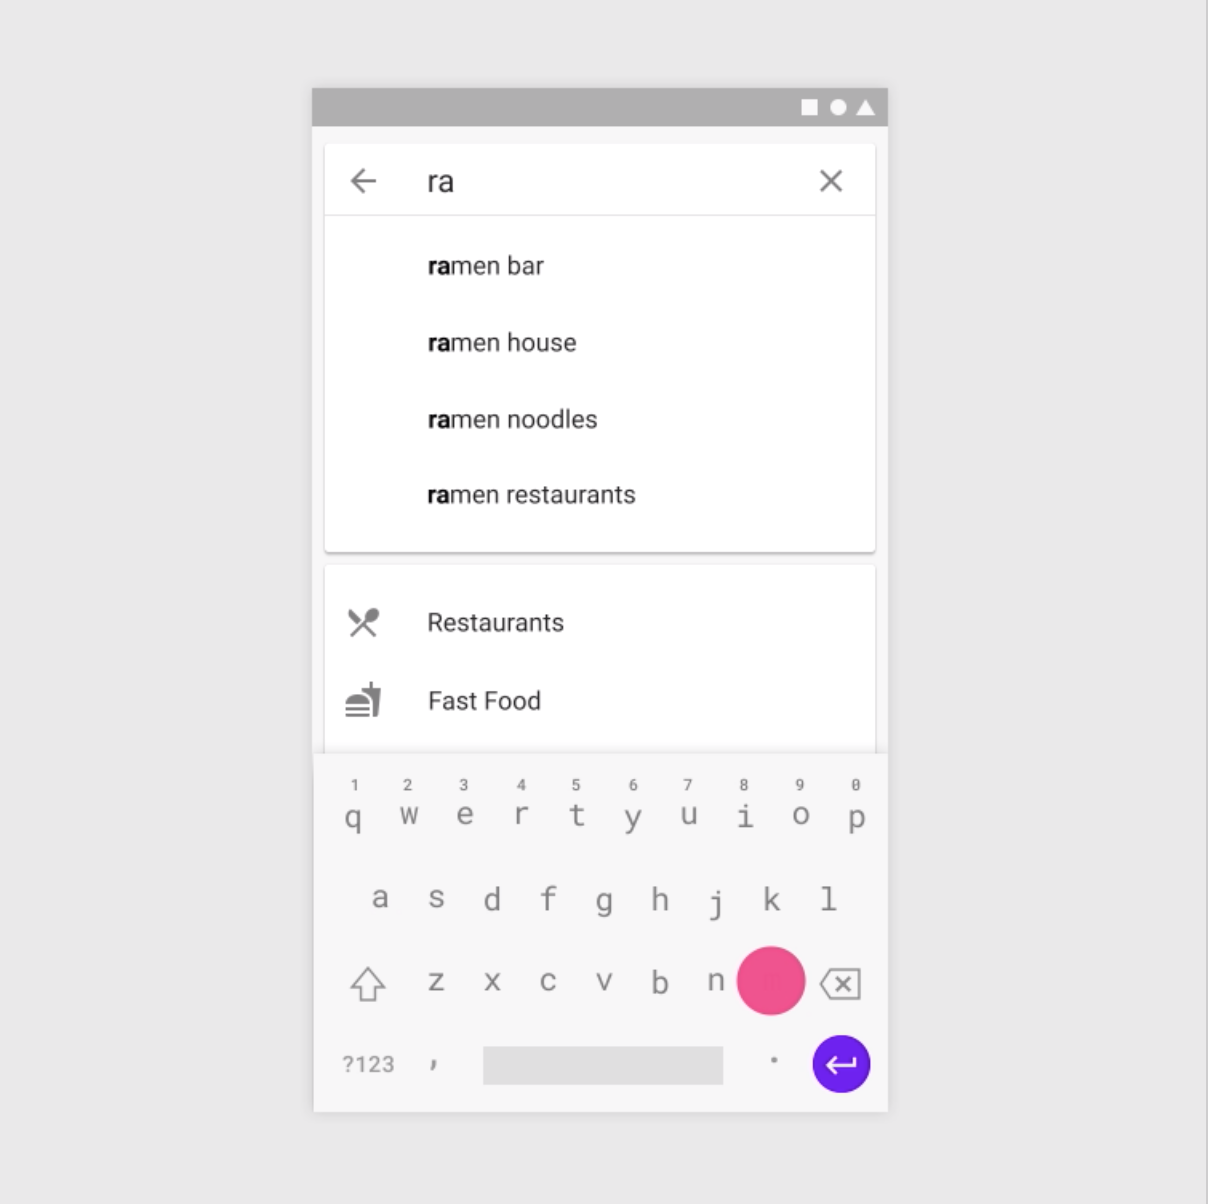 ra
ramen bar
ramen house
ramen noodles
ramen restaurants
Restaurants
Fast Food
1 2 3 4 5 6 7 8 9 0
q w e r t y u i o p
a s d f g h j k l
z x c v b n m
?123 , .